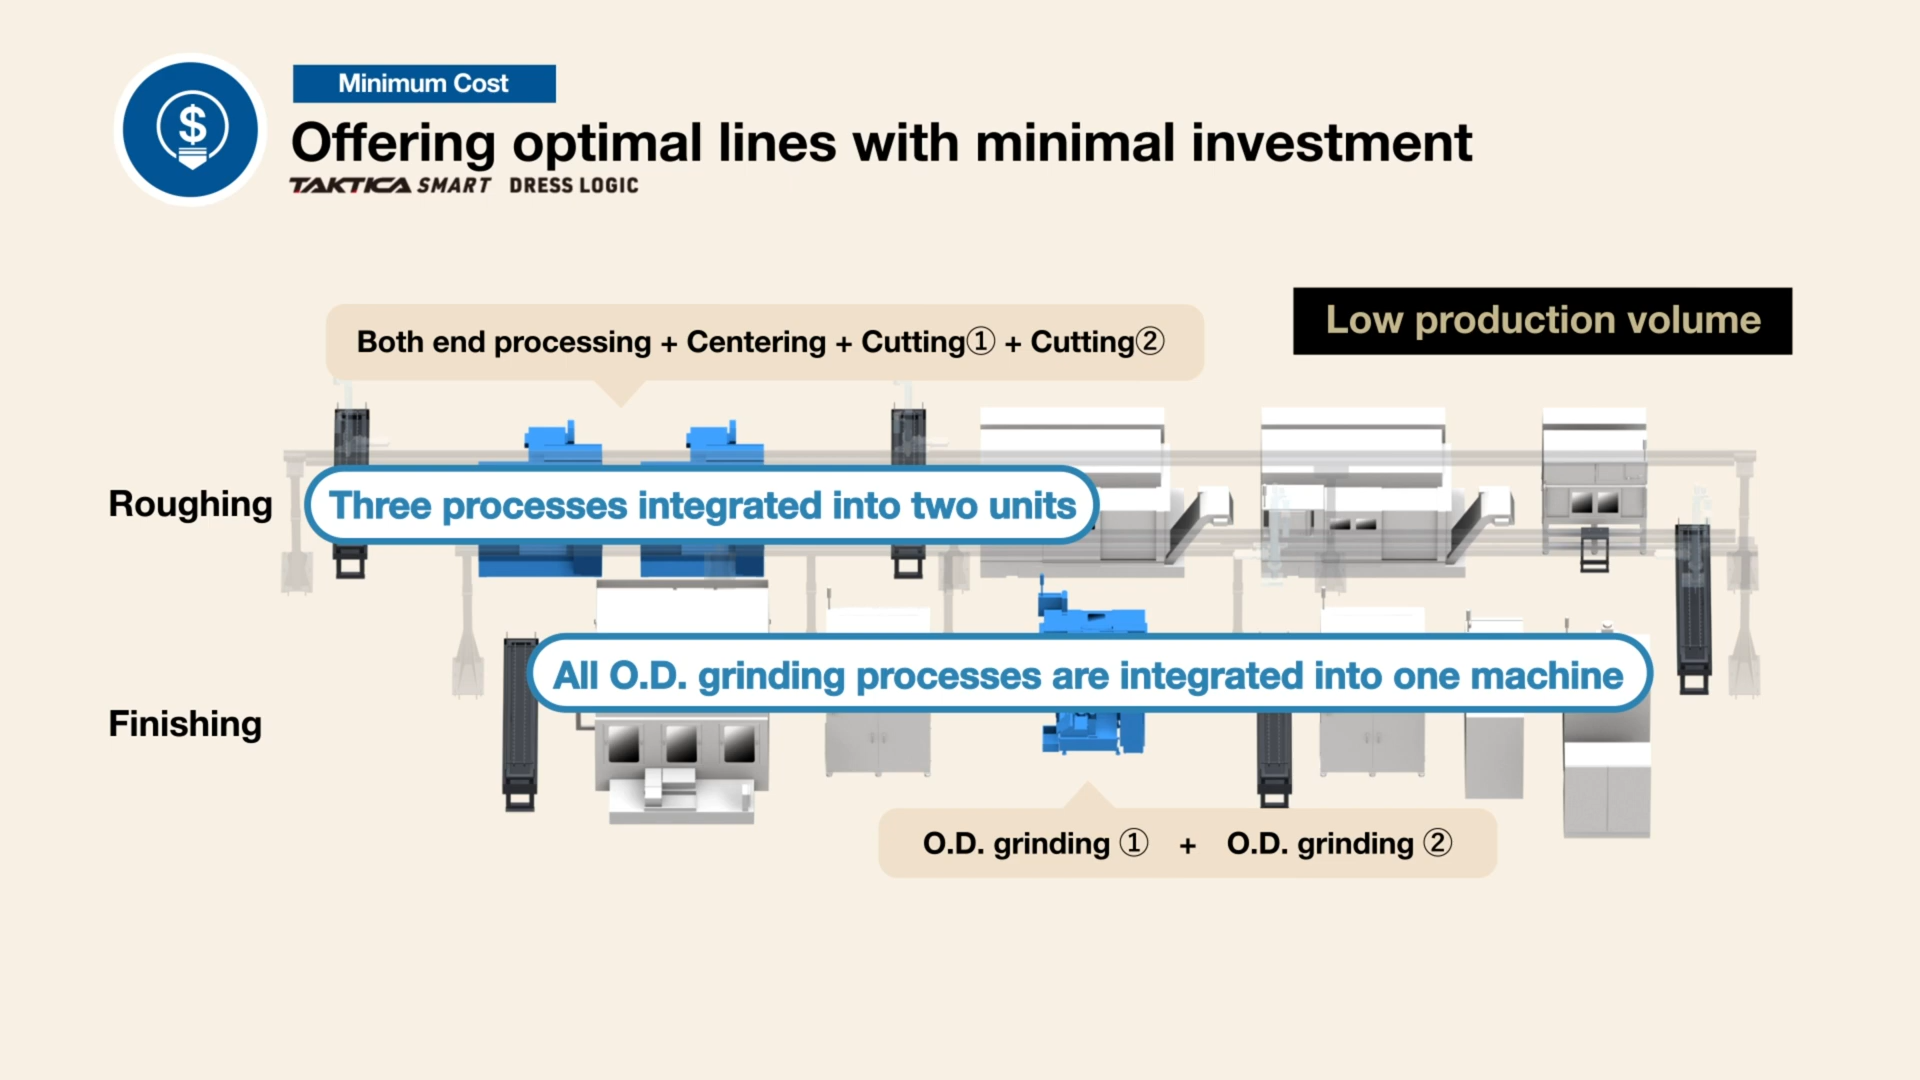 Minimum Cost
Offering optimal lines with minimal investment
TAKTICA SMART DRESS LOGIC
Low production volume
Both end processing + Centering + Cutting① + Cutting②
Roughing
Three processes integrated into two units
All O.D. grinding processes are integrated into one machine
Finishing
O.D. grinding ① + O.D. grinding ②